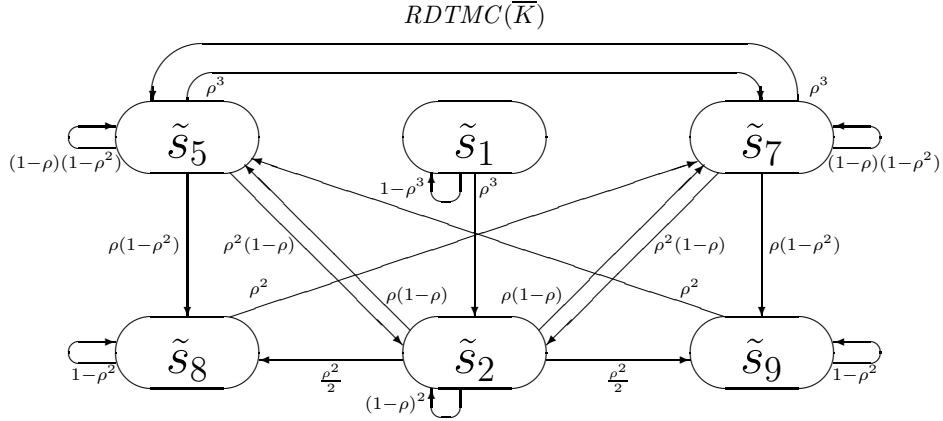 RDTMC(K̅)
ρ³ ρ³
s̃₅ s̃₁ s̃₇
(1−ρ)(1−ρ²) 1−ρ³ ρ³ (1−ρ)(1−ρ²)
ρ(1−ρ²) ρ²(1−ρ) ρ²(1−ρ) ρ(1−ρ²)
ρ² ρ(1−ρ) ρ(1−ρ) ρ²
s̃₈ s̃₂ s̃₉
1−ρ² ρ²/2 ρ²/2 1−ρ²
(1−ρ)²